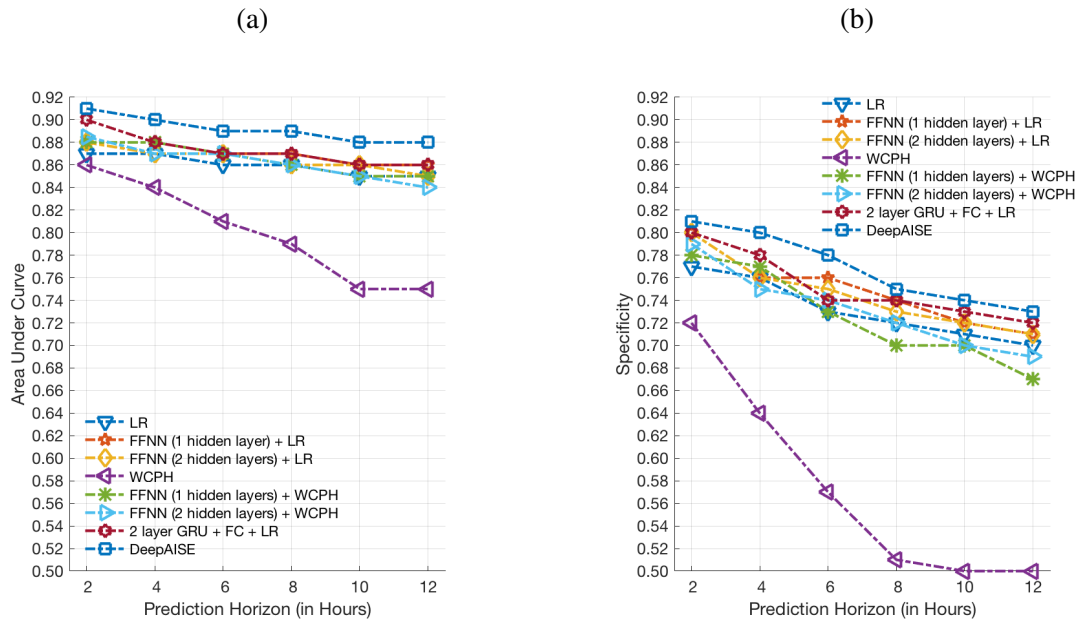 (a)
0.92
0.90
0.88
0.86
0.84
0.82
0.80
0.78
0.76
0.74
0.72
0.70
0.68
0.66
0.64
0.62
0.60
0.58
0.56
0.54
0.52
0.50
Area Under Curve
LR
FFNN (1 hidden layer) + LR
FFNN (2 hidden layers) + LR
WCPH
FFNN (1 hidden layers) + WCPH
FFNN (2 hidden layers) + WCPH
2 layer GRU + FC + LR
DeepAISE
2 4 6 8 10 12
Prediction Horizon (in Hours)
(b)
0.92
0.90
0.88
0.86
0.84
0.82
0.80
0.78
0.76
0.74
0.72
0.70
0.68
0.66
0.64
0.62
0.60
0.58
0.56
0.54
0.52
0.50
Specificity
LR
FFNN (1 hidden layer) + LR
FFNN (2 hidden layers) + LR
WCPH
FFNN (1 hidden layers) + WCPH
FFNN (2 hidden layers) + WCPH
2 layer GRU + FC + LR
DeepAISE
2 4 6 8 10 12
Prediction Horizon (in Hours)